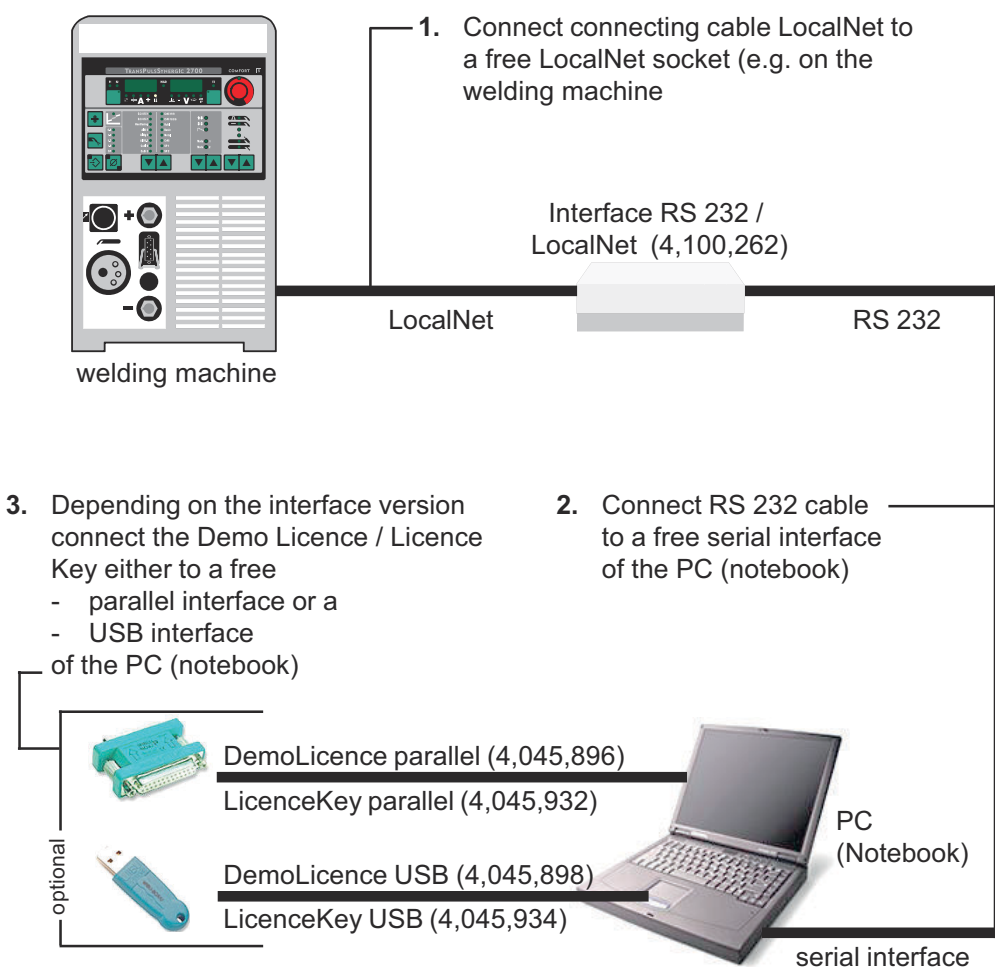 1. Connect connecting cable LocalNet to
a free LocalNet socket (e.g. on the
welding machine
TRANSPULSSYNERGIC 2700
COMFORT
A
V
+
-
Interface RS 232 /
LocalNet (4,100,262)
LocalNet
RS 232
welding machine
3. Depending on the interface version
connect the Demo Licence / Licence
Key either to a free
- parallel interface or a
- USB interface
of the PC (notebook)
2. Connect RS 232 cable
to a free serial interface
of the PC (notebook)
optional
DemoLicence parallel (4,045,896)
LicenceKey parallel (4,045,932)
DemoLicence USB (4,045,898)
LicenceKey USB (4,045,934)
PC
(Notebook)
serial interface